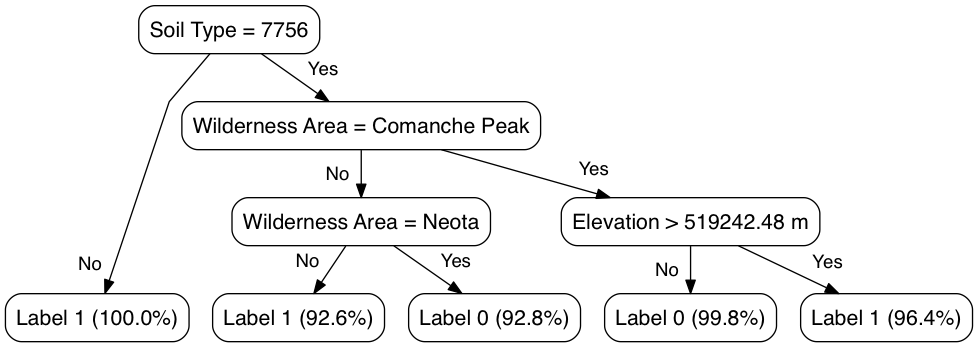 Soil Type = 7756
Yes
Wilderness Area = Comanche Peak
No
Yes
Wilderness Area = Neota
Elevation > 519242.48 m
No
No
Yes
No
Yes
Label 1 (100.0%)
Label 1 (92.6%)
Label 0 (92.8%)
Label 0 (99.8%)
Label 1 (96.4%)